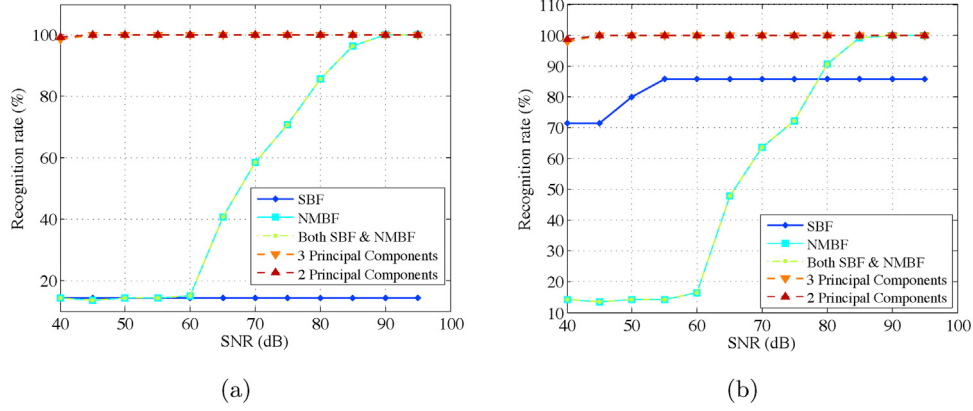 100
80
60
40
20
40 50 60 70 80 90 100
Recognition rate (%)
SNR (dB)
SBF
NMBF
Both SBF & NMBF
3 Principal Components
2 Principal Components
(a)
110
100
90
80
70
60
50
40
30
20
10
40 50 60 70 80 90 100
Recognition rate (%)
SNR (dB)
SBF
NMBF
Both SBF & NMBF
3 Principal Components
2 Principal Components
(b)